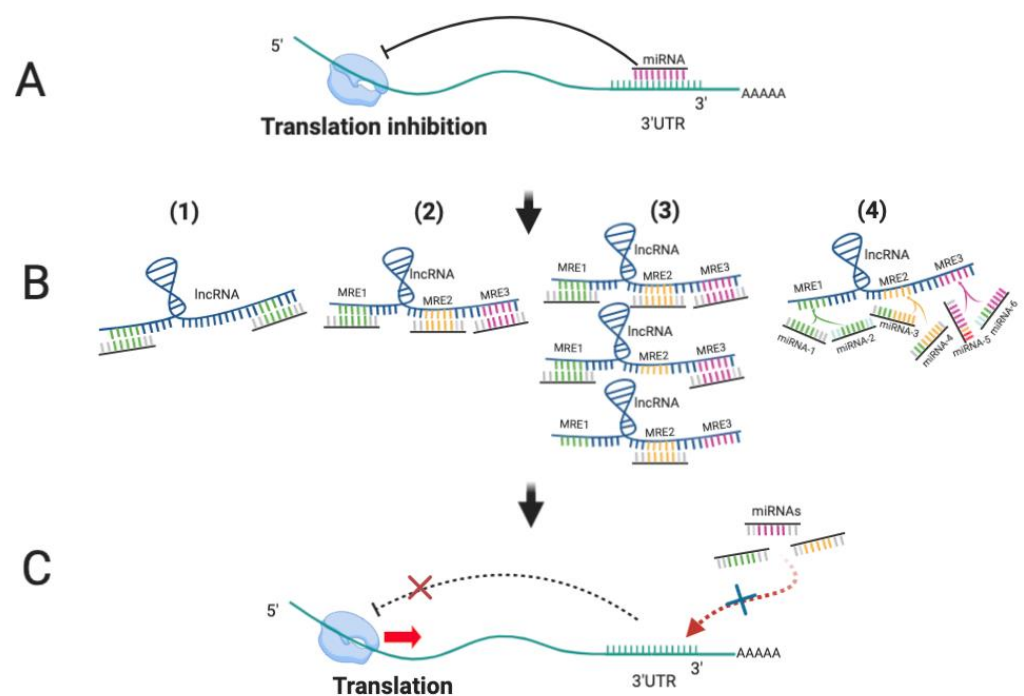 A
5'
miRNA
3'
AAAAA
3'UTR
Translation inhibition
B
(1)
(2)
(3)
(4)
lncRNA
lncRNA
MRE1
MRE2
MRE3
lncRNA
MRE1
MRE2
MRE3
lncRNA
MRE1
MRE2
MRE3
lncRNA
MRE1
MRE2
MRE3
lncRNA
MRE1
MRE2
MRE3
miRNA-1
miRNA-2
miRNA-3
miRNA-4
miRNA-5
miRNA-6
C
miRNAs
5'
3'
AAAAA
3'UTR
Translation